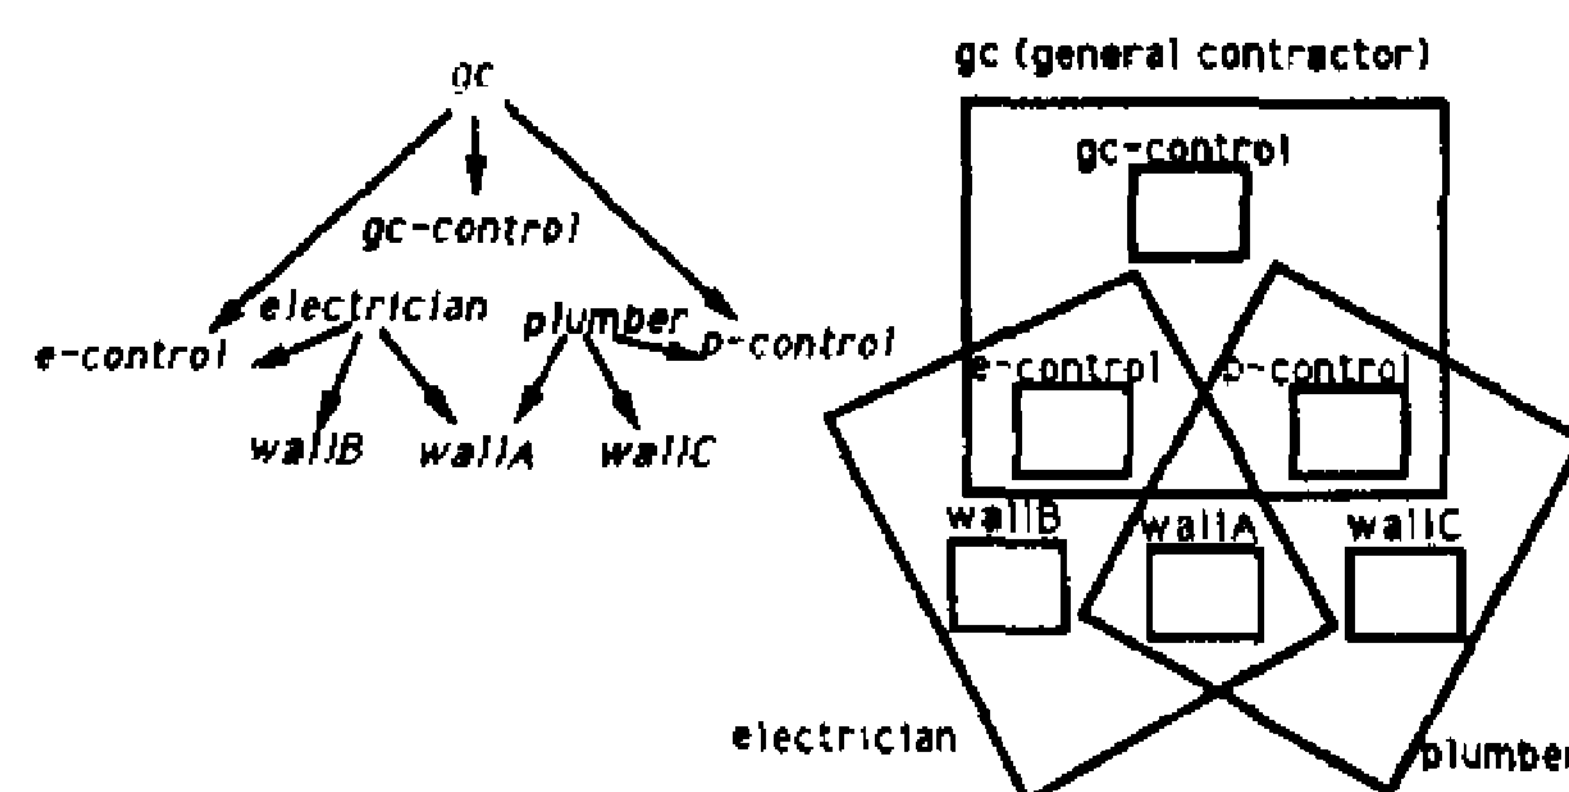 gc
gc-control
electrician
plumber
e-control
p-control
wallB
wallA
wallC
gc (general contractor)
gc-control
e-control
p-control
wallB
wallA
wallC
electrician
plumber